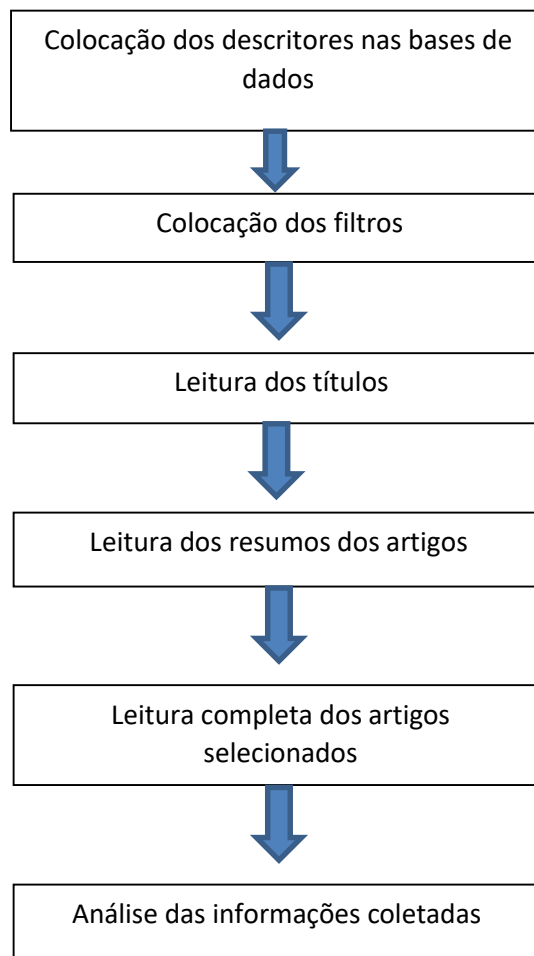 Colocação dos descritores nas bases de
dados
Colocação dos filtros
Leitura dos títulos
Leitura dos resumos dos artigos
Leitura completa dos artigos
selecionados
Análise das informações coletadas